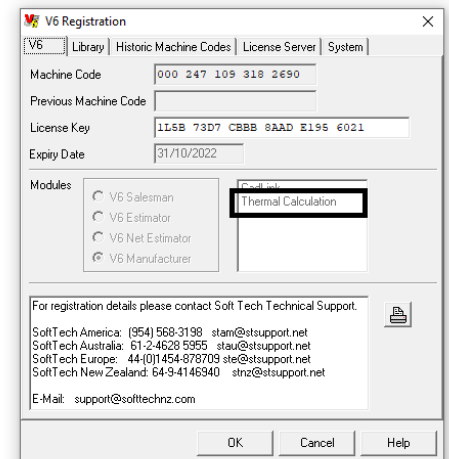 V6 Registration
V6 Library Historic Machine Codes License Server System
Machine Code 000 247 109 318 2690
Previous Machine Code
License Key 1L5B 73D7 CBBB 8AAD E195 6021
Expiry Date 31/10/2022
Modules
CadLink
Thermal Calculation
V6 Salesman
V6 Estimator
V6 Net Estimator
V6 Manufacturer
For registration details please contact Soft Tech Technical Support.
SoftTech America: (954) 568-3198 stam@stsupport.net
SoftTech Australia: 61-2-4628 5955 stau@stsupport.net
SoftTech Europe: 44-(0)1454-878709 ste@stsupport.net
SoftTech New Zealand: 64-9-4146940 stnz@stsupport.net
E-Mail: support@softtechnz.com
OK Cancel Help